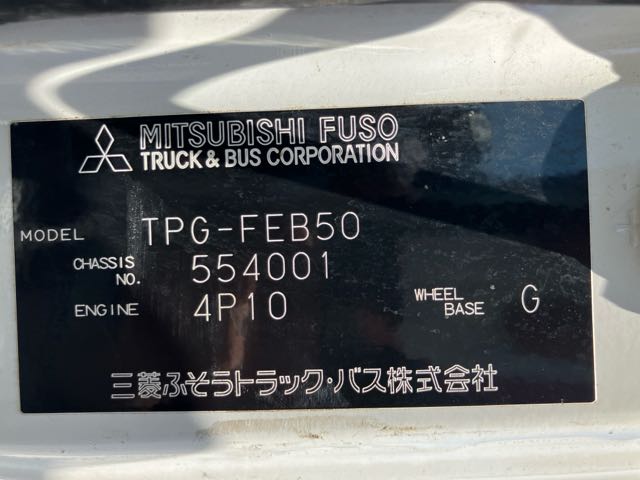 MITSUBISHI FUSO
TRUCK & BUS CORPORATION
MODEL TPG-FEB50
CHASSIS NO. 554001
ENGINE 4P10 WHEEL BASE G
三菱ふそうトラック・バス株式会社